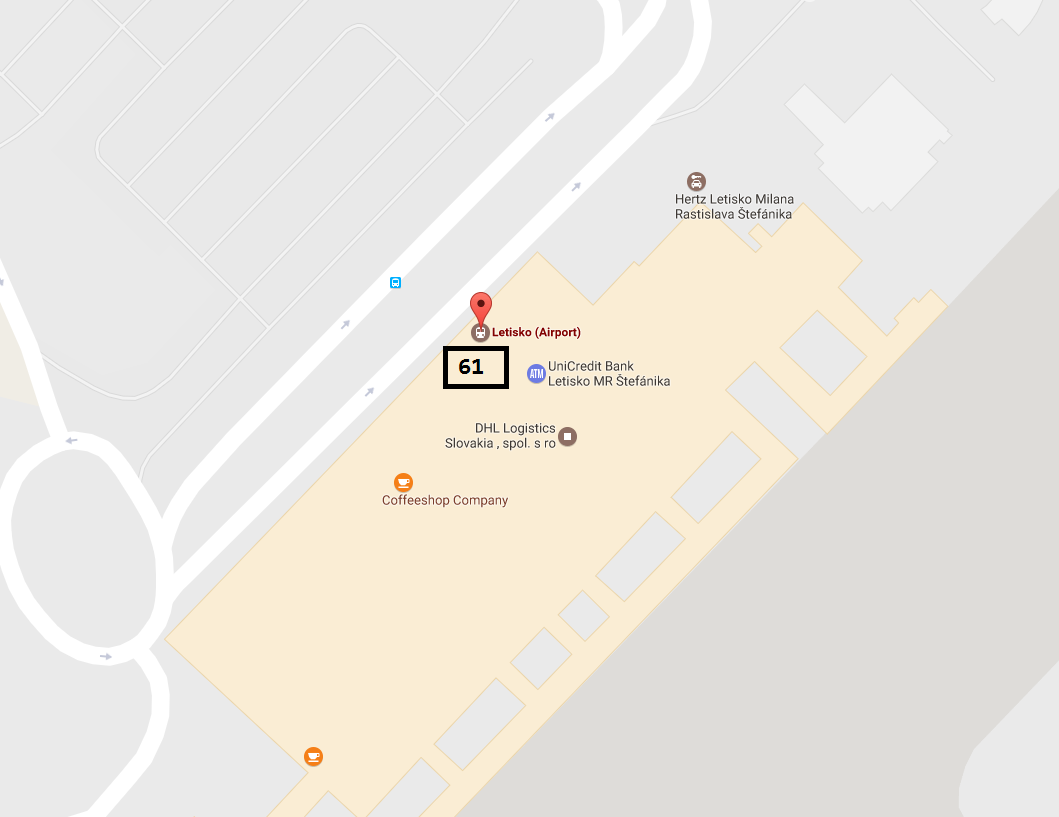 Hertz Letisko Milana
Rastislava Štefánika
Letisko (Airport)
61
ATM
UniCredit Bank
Letisko MR Štefánika
DHL Logistics
Slovakia , spol. s ro
Coffeeshop Company